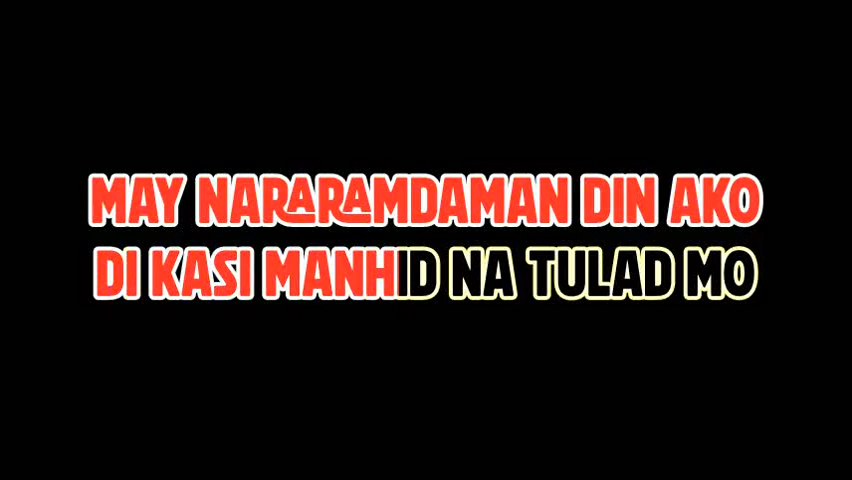 MAY NARARAMDAMAN DIN AKO
DI KASI MANHID NA TULAD MO